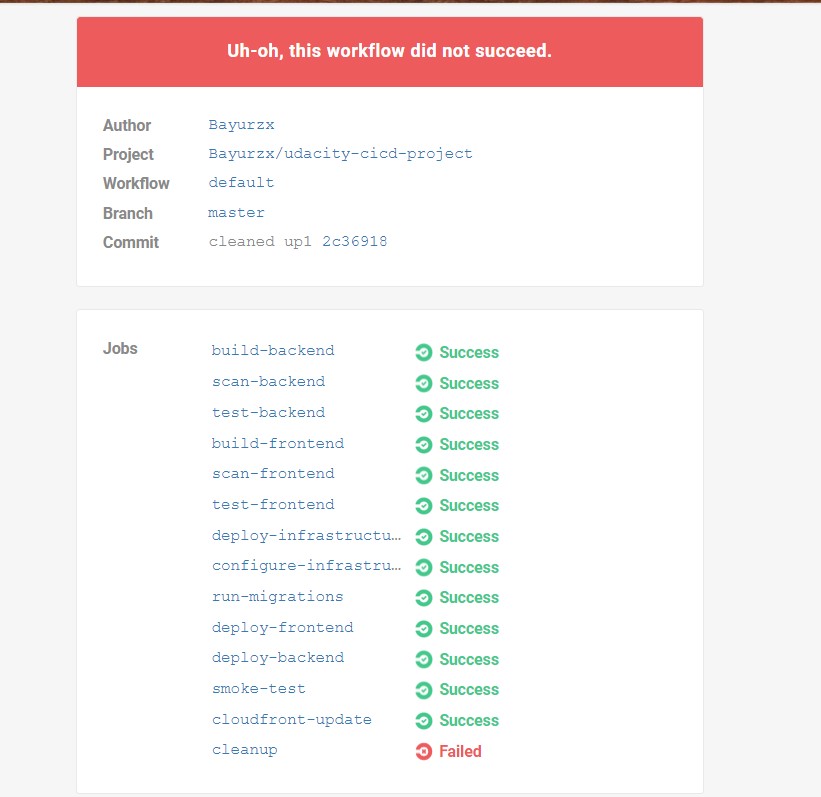 Uh-oh, this workflow did not succeed.
Author Bayurzx
Project Bayurzx/udacity-cicd-project
Workflow default
Branch master
Commit cleaned up1 2c36918
Jobs build-backend Success
scan-backend Success
test-backend Success
build-frontend Success
scan-frontend Success
test-frontend Success
deploy-infrastructu… Success
configure-infrastru… Success
run-migrations Success
deploy-frontend Success
deploy-backend Success
smoke-test Success
cloudfront-update Success
cleanup Failed